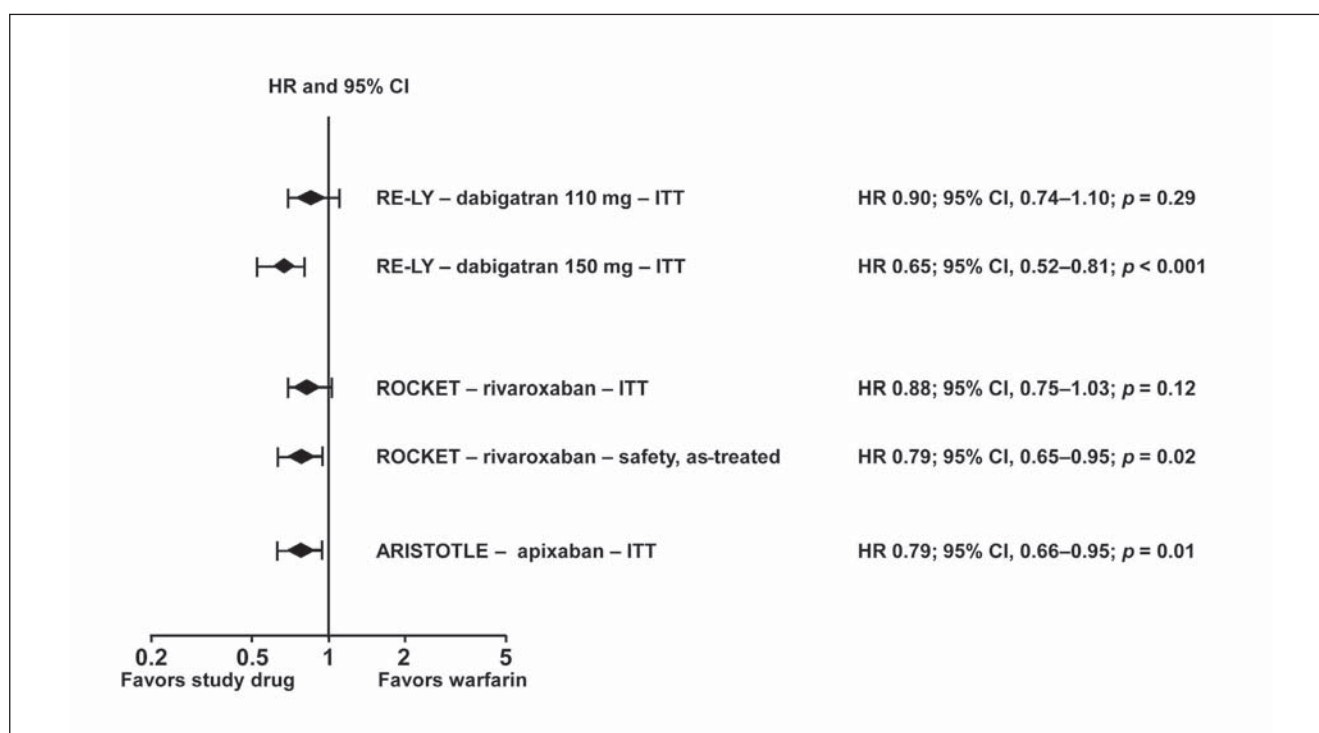 HR and 95% CI
RE-LY – dabigatran 110 mg – ITT HR 0.90; 95% CI, 0.74–1.10; p = 0.29
RE-LY – dabigatran 150 mg – ITT HR 0.65; 95% CI, 0.52–0.81; p < 0.001
ROCKET – rivaroxaban – ITT HR 0.88; 95% CI, 0.75–1.03; p = 0.12
ROCKET – rivaroxaban – safety, as-treated HR 0.79; 95% CI, 0.65–0.95; p = 0.02
ARISTOTLE – apixaban – ITT HR 0.79; 95% CI, 0.66–0.95; p = 0.01
0.2 0.5 1 2 5
Favors study drug Favors warfarin